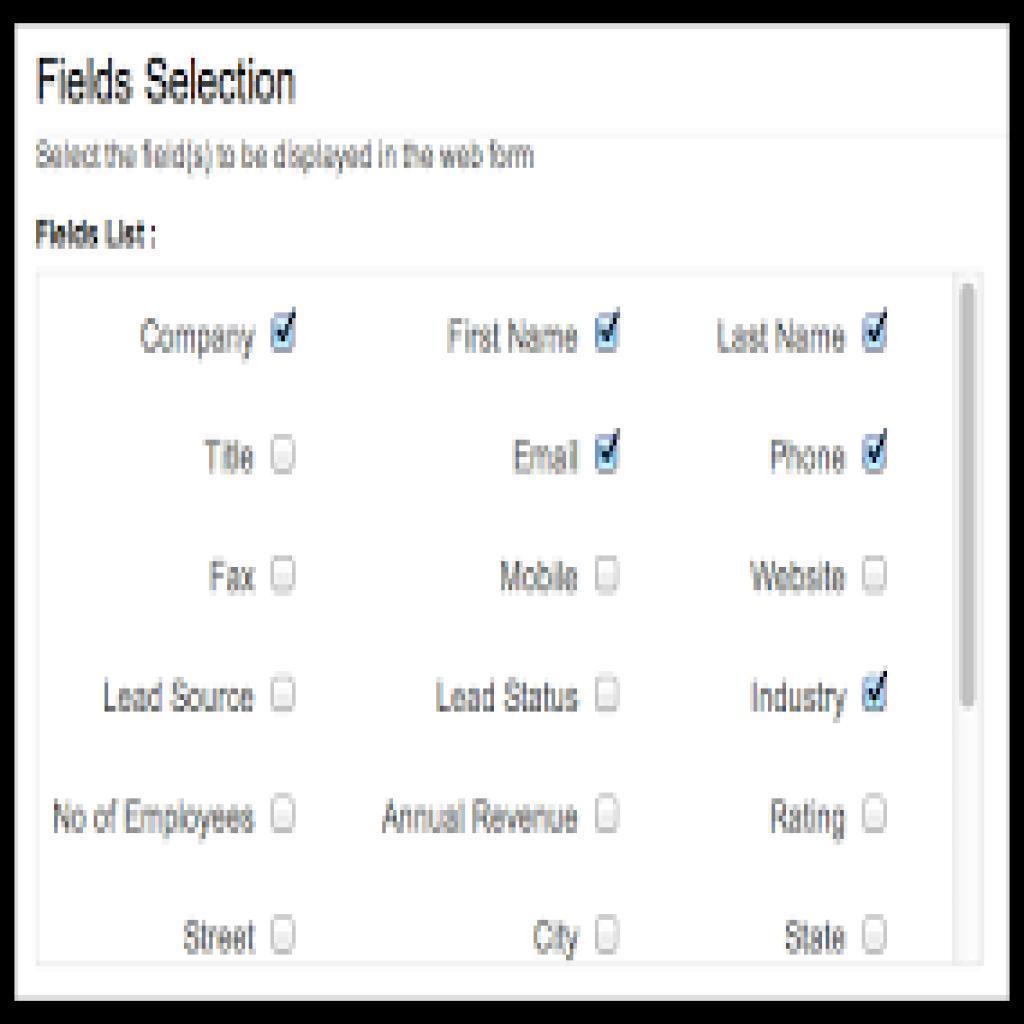 Fields Selection
Select the field(s) to be displayed in the web form
Fields List :
Company First Name Last Name
Title Email Phone
Fax Mobile Website
Lead Source Lead Status Industry
No of Employees Annual Revenue Rating
Street City State